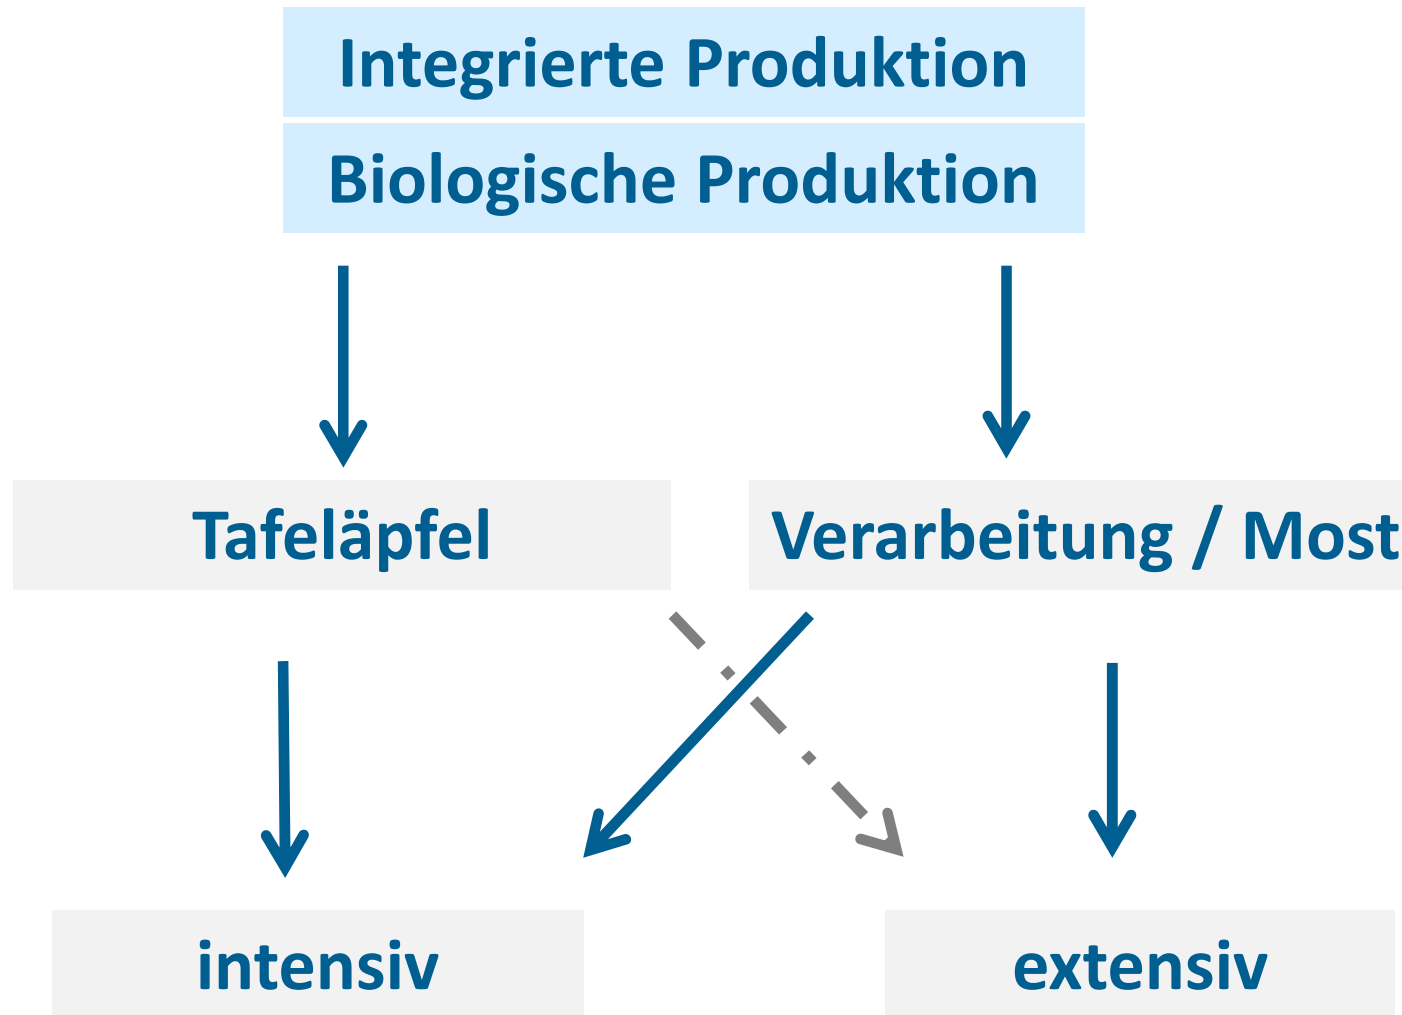 Integrierte Produktion
Biologische Produktion
Tafeläpfel
Verarbeitung / Most
intensiv
extensiv